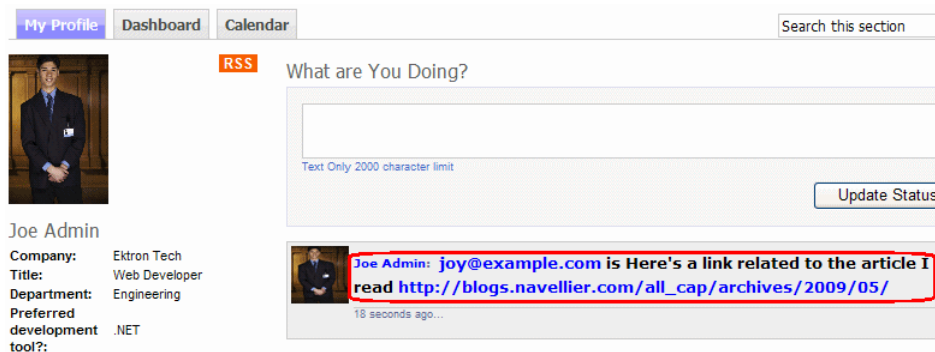 My Profile Dashboard Calendar Search this section
RSS
What are You Doing?
Text Only 2000 character limit
Update Status
Joe Admin
Company: Ektron Tech
Title: Web Developer
Department: Engineering
Preferred
development .NET
tool?:
Joe Admin: joy@example.com is Here's a link related to the article I
read http://blogs.navellier.com/all_cap/archives/2009/05/
18 seconds ago...